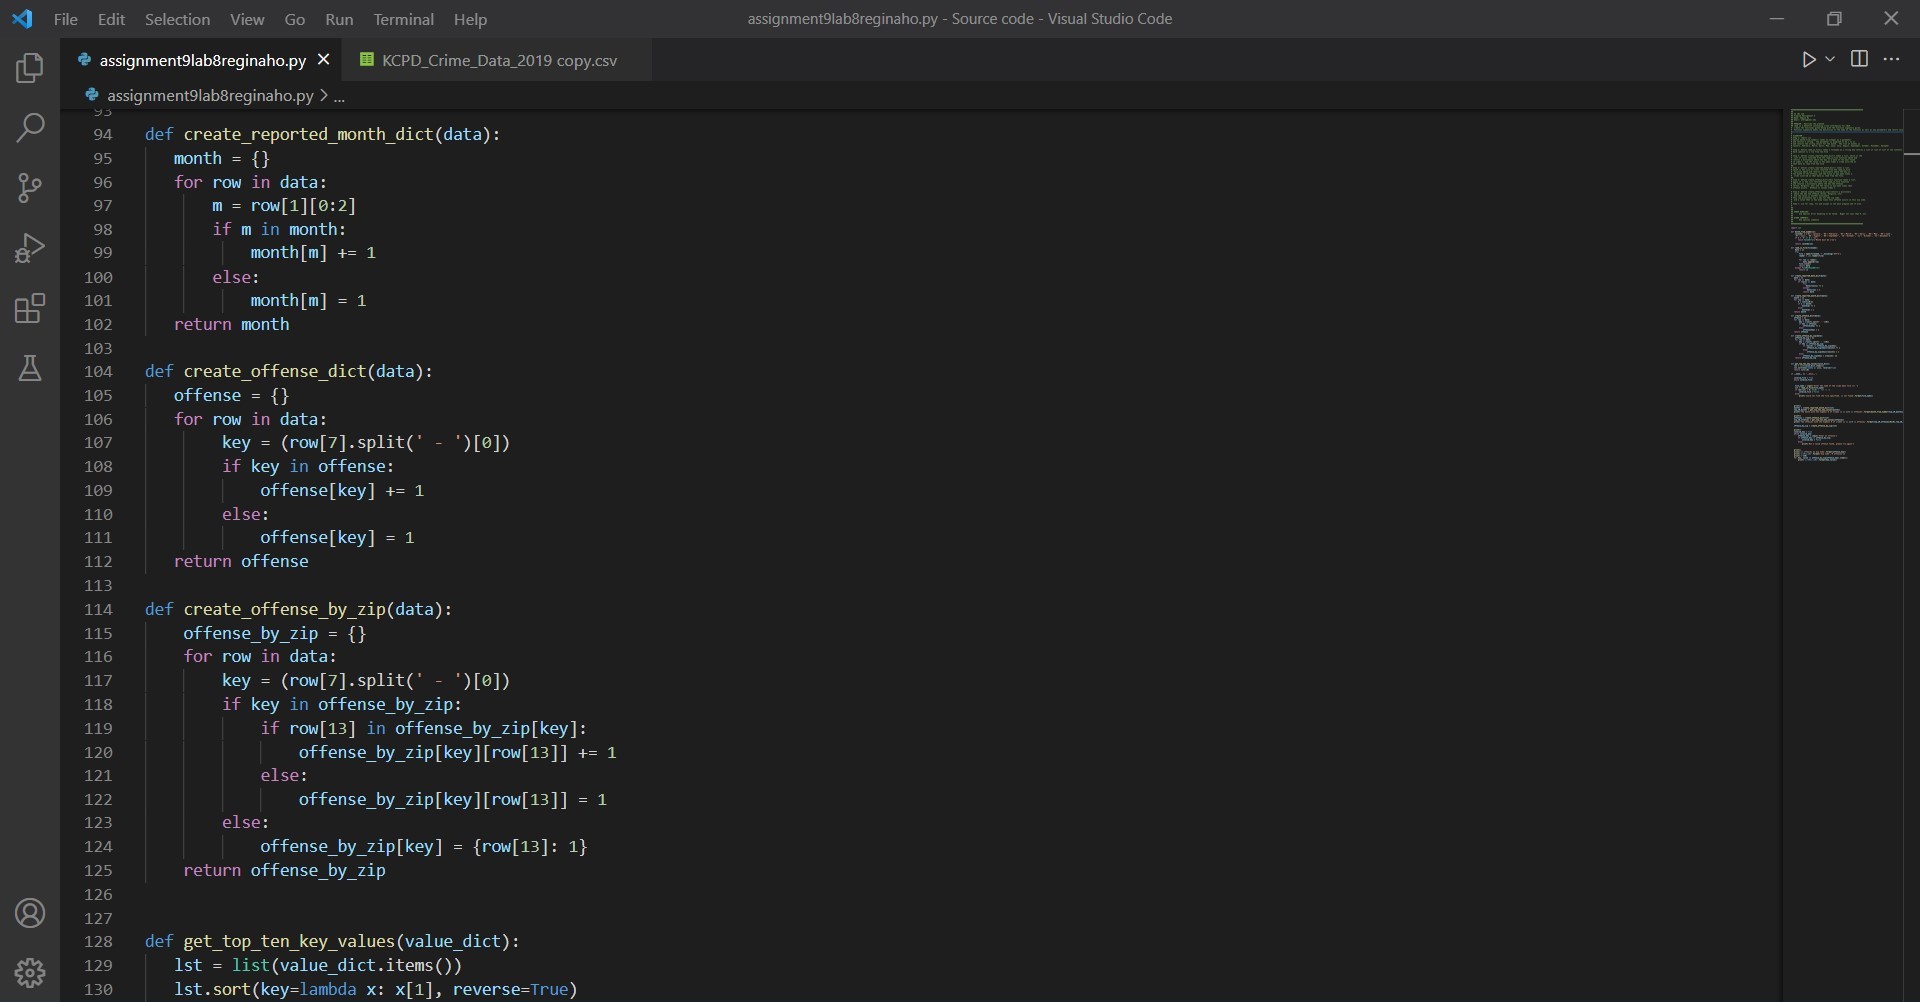 File Edit Selection View Go Run Terminal Help
assignment9lab8reginaho.py - Source code - Visual Studio Code
assignment9lab8reginaho.py
KCPD_Crime_Data_2019 copy.csv
assignment9lab8reginaho.py > ...
93
94 def create_reported_month_dict(data):
95 month = {}
96 for row in data:
97 m = row[1][0:2]
98 if m in month:
99 month[m] += 1
100 else:
101 month[m] = 1
102 return month
103
104 def create_offense_dict(data):
105 offense = {}
106 for row in data:
107 key = (row[7].split(' - ')[0])
108 if key in offense:
109 offense[key] += 1
110 else:
111 offense[key] = 1
112 return offense
113
114 def create_offense_by_zip(data):
115 offense_by_zip = {}
116 for row in data:
117 key = (row[7].split(' - ')[0])
118 if key in offense_by_zip:
119 if row[13] in offense_by_zip[key]:
120 offense_by_zip[key][row[13]] += 1
121 else:
122 offense_by_zip[key][row[13]] = 1
123 else:
124 offense_by_zip[key] = {row[13]: 1}
125 return offense_by_zip
126
127
128 def get_top_ten_key_values(value_dict):
129 lst = list(value_dict.items())
130 lst.sort(key=lambda x: x[1], reverse=True)